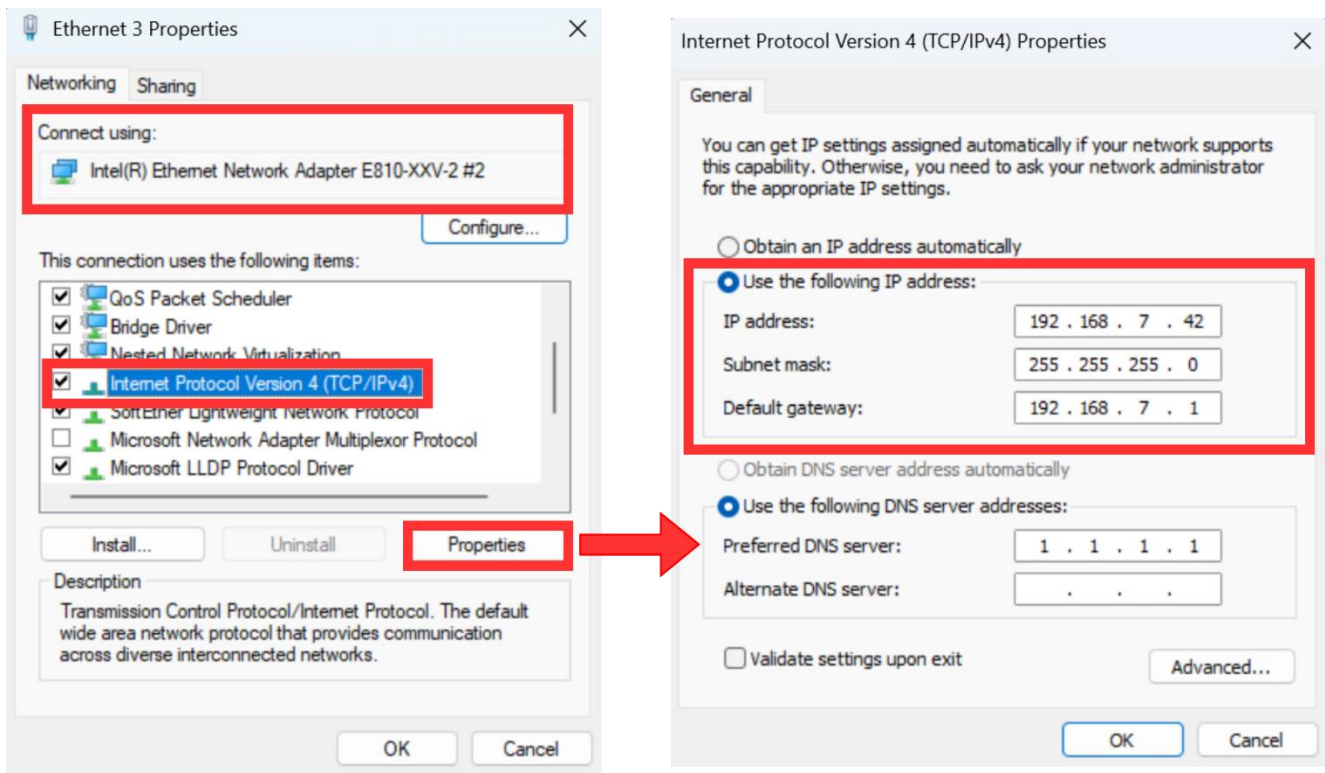 Ethernet 3 Properties
Networking
Sharing
Connect using:
Intel(R) Ethernet Network Adapter E810-XXV-2 #2
Configure...
This connection uses the following items:
QoS Packet Scheduler
Bridge Driver
Nested Network Virtualization
Internet Protocol Version 4 (TCP/IPv4)
SoftEther Lightweight Network Protocol
Microsoft Network Adapter Multiplexor Protocol
Microsoft LLDP Protocol Driver
Install...
Uninstall
Properties
Description
Transmission Control Protocol/Internet Protocol. The default
wide area network protocol that provides communication
across diverse interconnected networks.
OK
Cancel
Internet Protocol Version 4 (TCP/IPv4) Properties
General
You can get IP settings assigned automatically if your network supports
this capability. Otherwise, you need to ask your network administrator
for the appropriate IP settings.
Obtain an IP address automatically
Use the following IP address:
IP address: 192 . 168 . 7 . 42
Subnet mask: 255 . 255 . 255 . 0
Default gateway: 192 . 168 . 7 . 1
Obtain DNS server address automatically
Use the following DNS server addresses:
Preferred DNS server: 1 . 1 . 1 . 1
Alternate DNS server: . . .
Validate settings upon exit
Advanced...
OK
Cancel